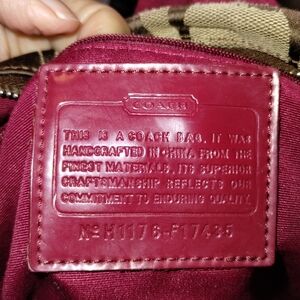 COACH
THIS IS A COACH BAG. IT WAS
HANDCRAFTED IN CHINA FROM THE
FINEST MATERIALS. ITS SUPERIOR
CRAFTSMANSHIP REFLECTS OUR
COMMITMENT TO ENDURING QUALITY.
Nº H1176-F17435